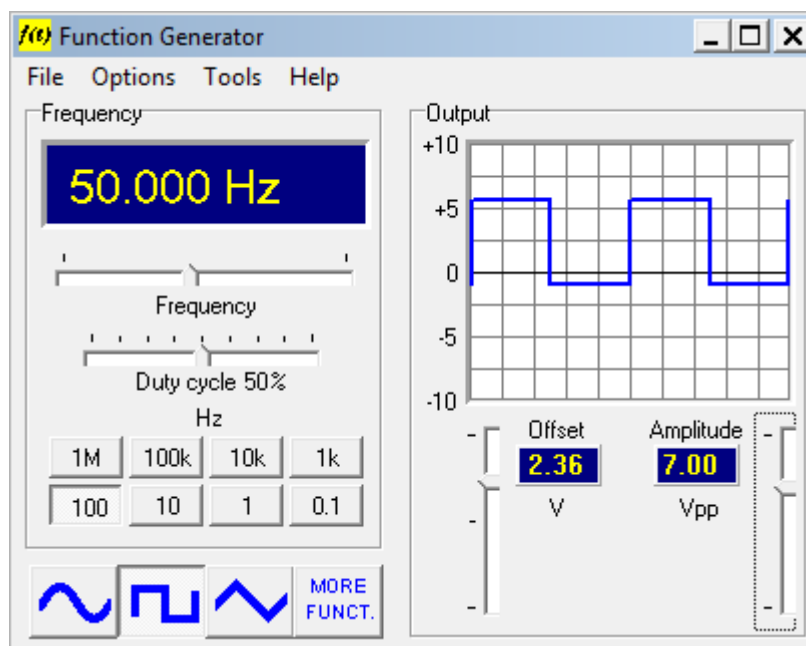 f(t) Function Generator
File Options Tools Help
Frequency
50.000 Hz
Frequency
Duty cycle 50%
Hz
1M 100k 10k 1k
100 10 1 0.1
MORE
FUNCT.
Output
+10
+5
0
-5
-10
Offset Amplitude
2.36 7.00
V Vpp